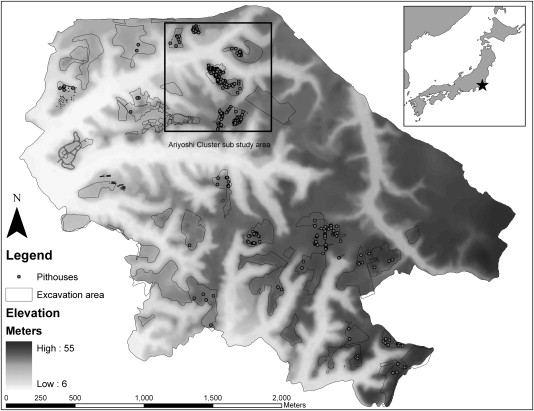 Ariyoshi Cluster sub study area
N
Legend
Pithouses
Excavation area
Elevation
Meters
High : 55
Low : 6
0 500 1,000 1,500 2,000
Meters